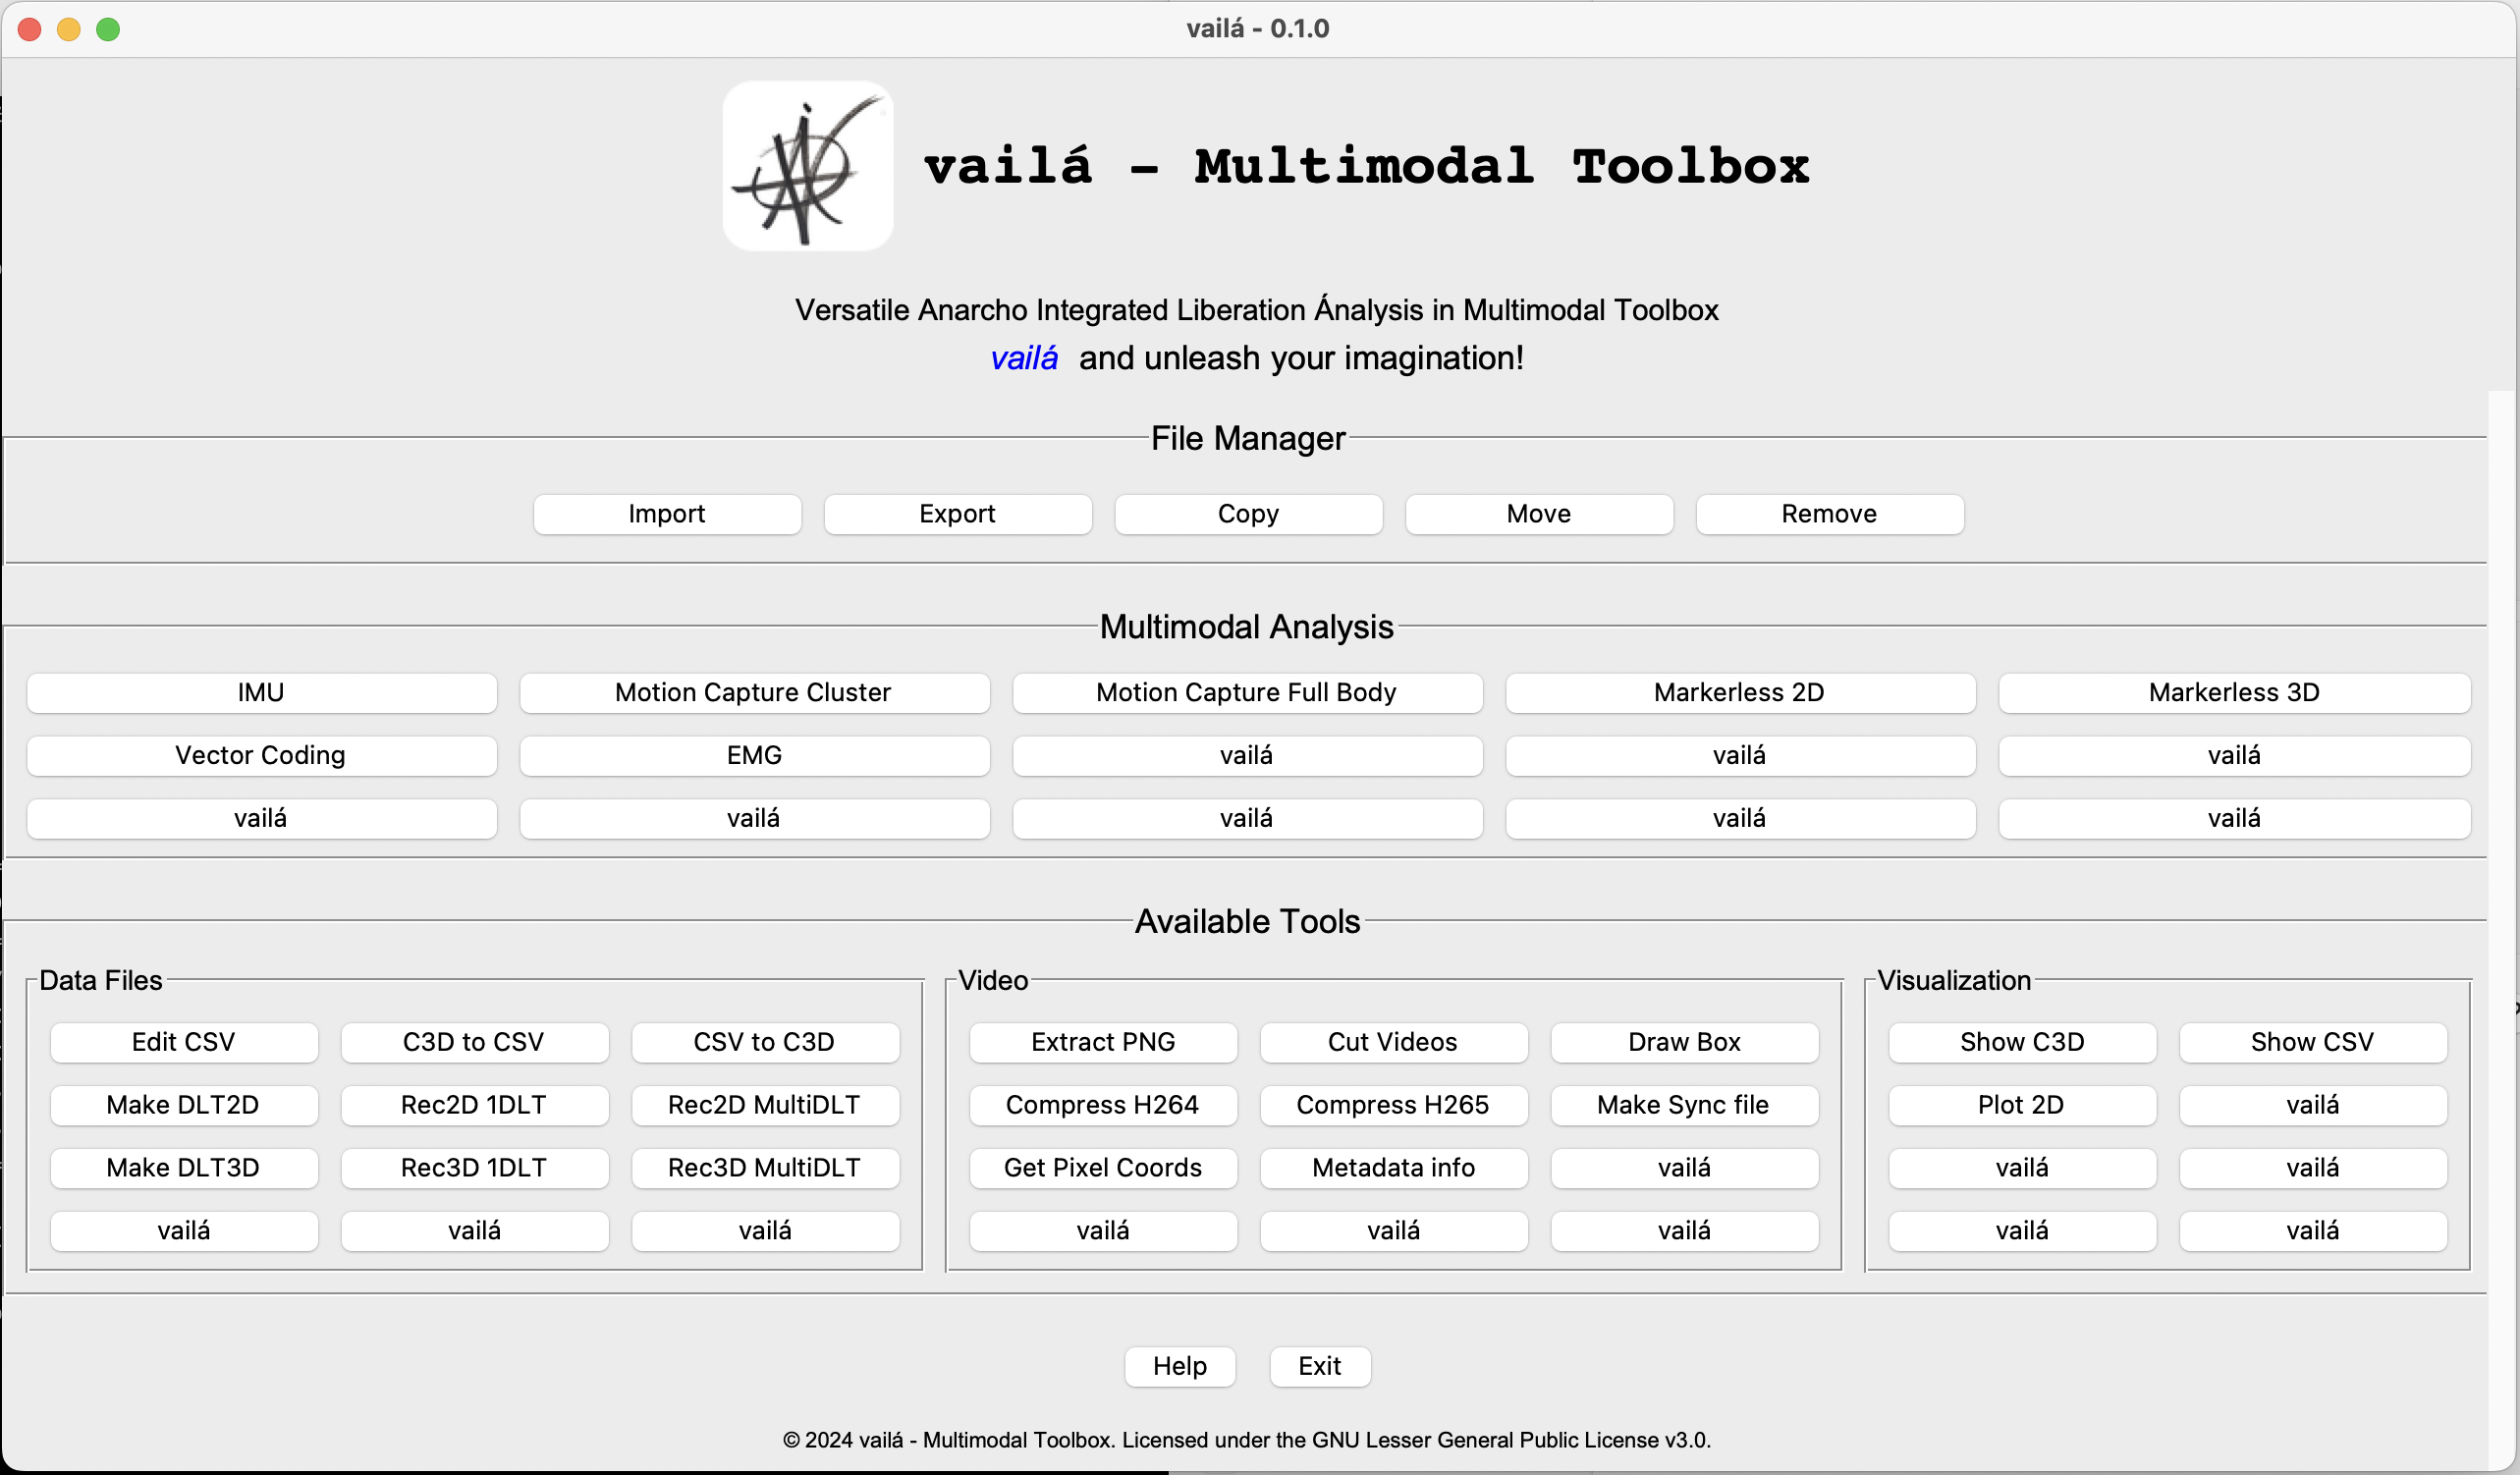 vailá - 0.1.0
vailá - Multimodal Toolbox
Versatile Anarcho Integrated Liberation Ánalysis in Multimodal Toolbox
vailá and unleash your imagination!
File Manager
Import Export Copy Move Remove
Multimodal Analysis
IMU Motion Capture Cluster Motion Capture Full Body Markerless 2D Markerless 3D
Vector Coding EMG vailá vailá vailá
vailá vailá vailá vailá vailá
Available Tools
Data Files
Edit CSV C3D to CSV CSV to C3D
Make DLT2D Rec2D 1DLT Rec2D MultiDLT
Make DLT3D Rec3D 1DLT Rec3D MultiDLT
vailá vailá vailá
Video
Extract PNG Cut Videos Draw Box
Compress H264 Compress H265 Make Sync file
Get Pixel Coords Metadata info vailá
vailá vailá vailá
Visualization
Show C3D Show CSV
Plot 2D vailá
vailá vailá
vailá vailá
Help Exit
© 2024 vailá - Multimodal Toolbox. Licensed under the GNU Lesser General Public License v3.0.